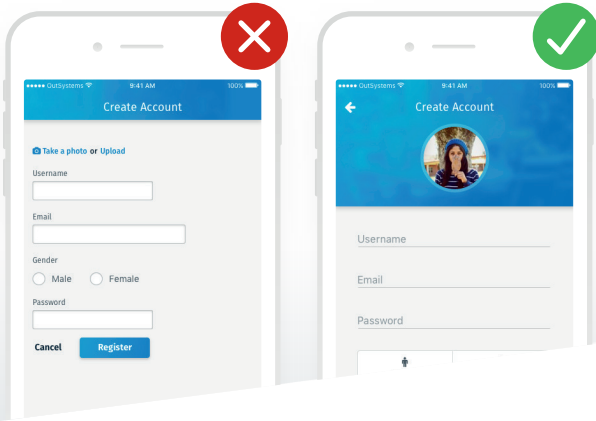 OutSystems 9:41 AM 100%
Create Account
Take a photo or Upload
Username
Email
Gender
Male Female
Password
Cancel Register
OutSystems 9:41 AM 100%
Create Account
Username
Email
Password